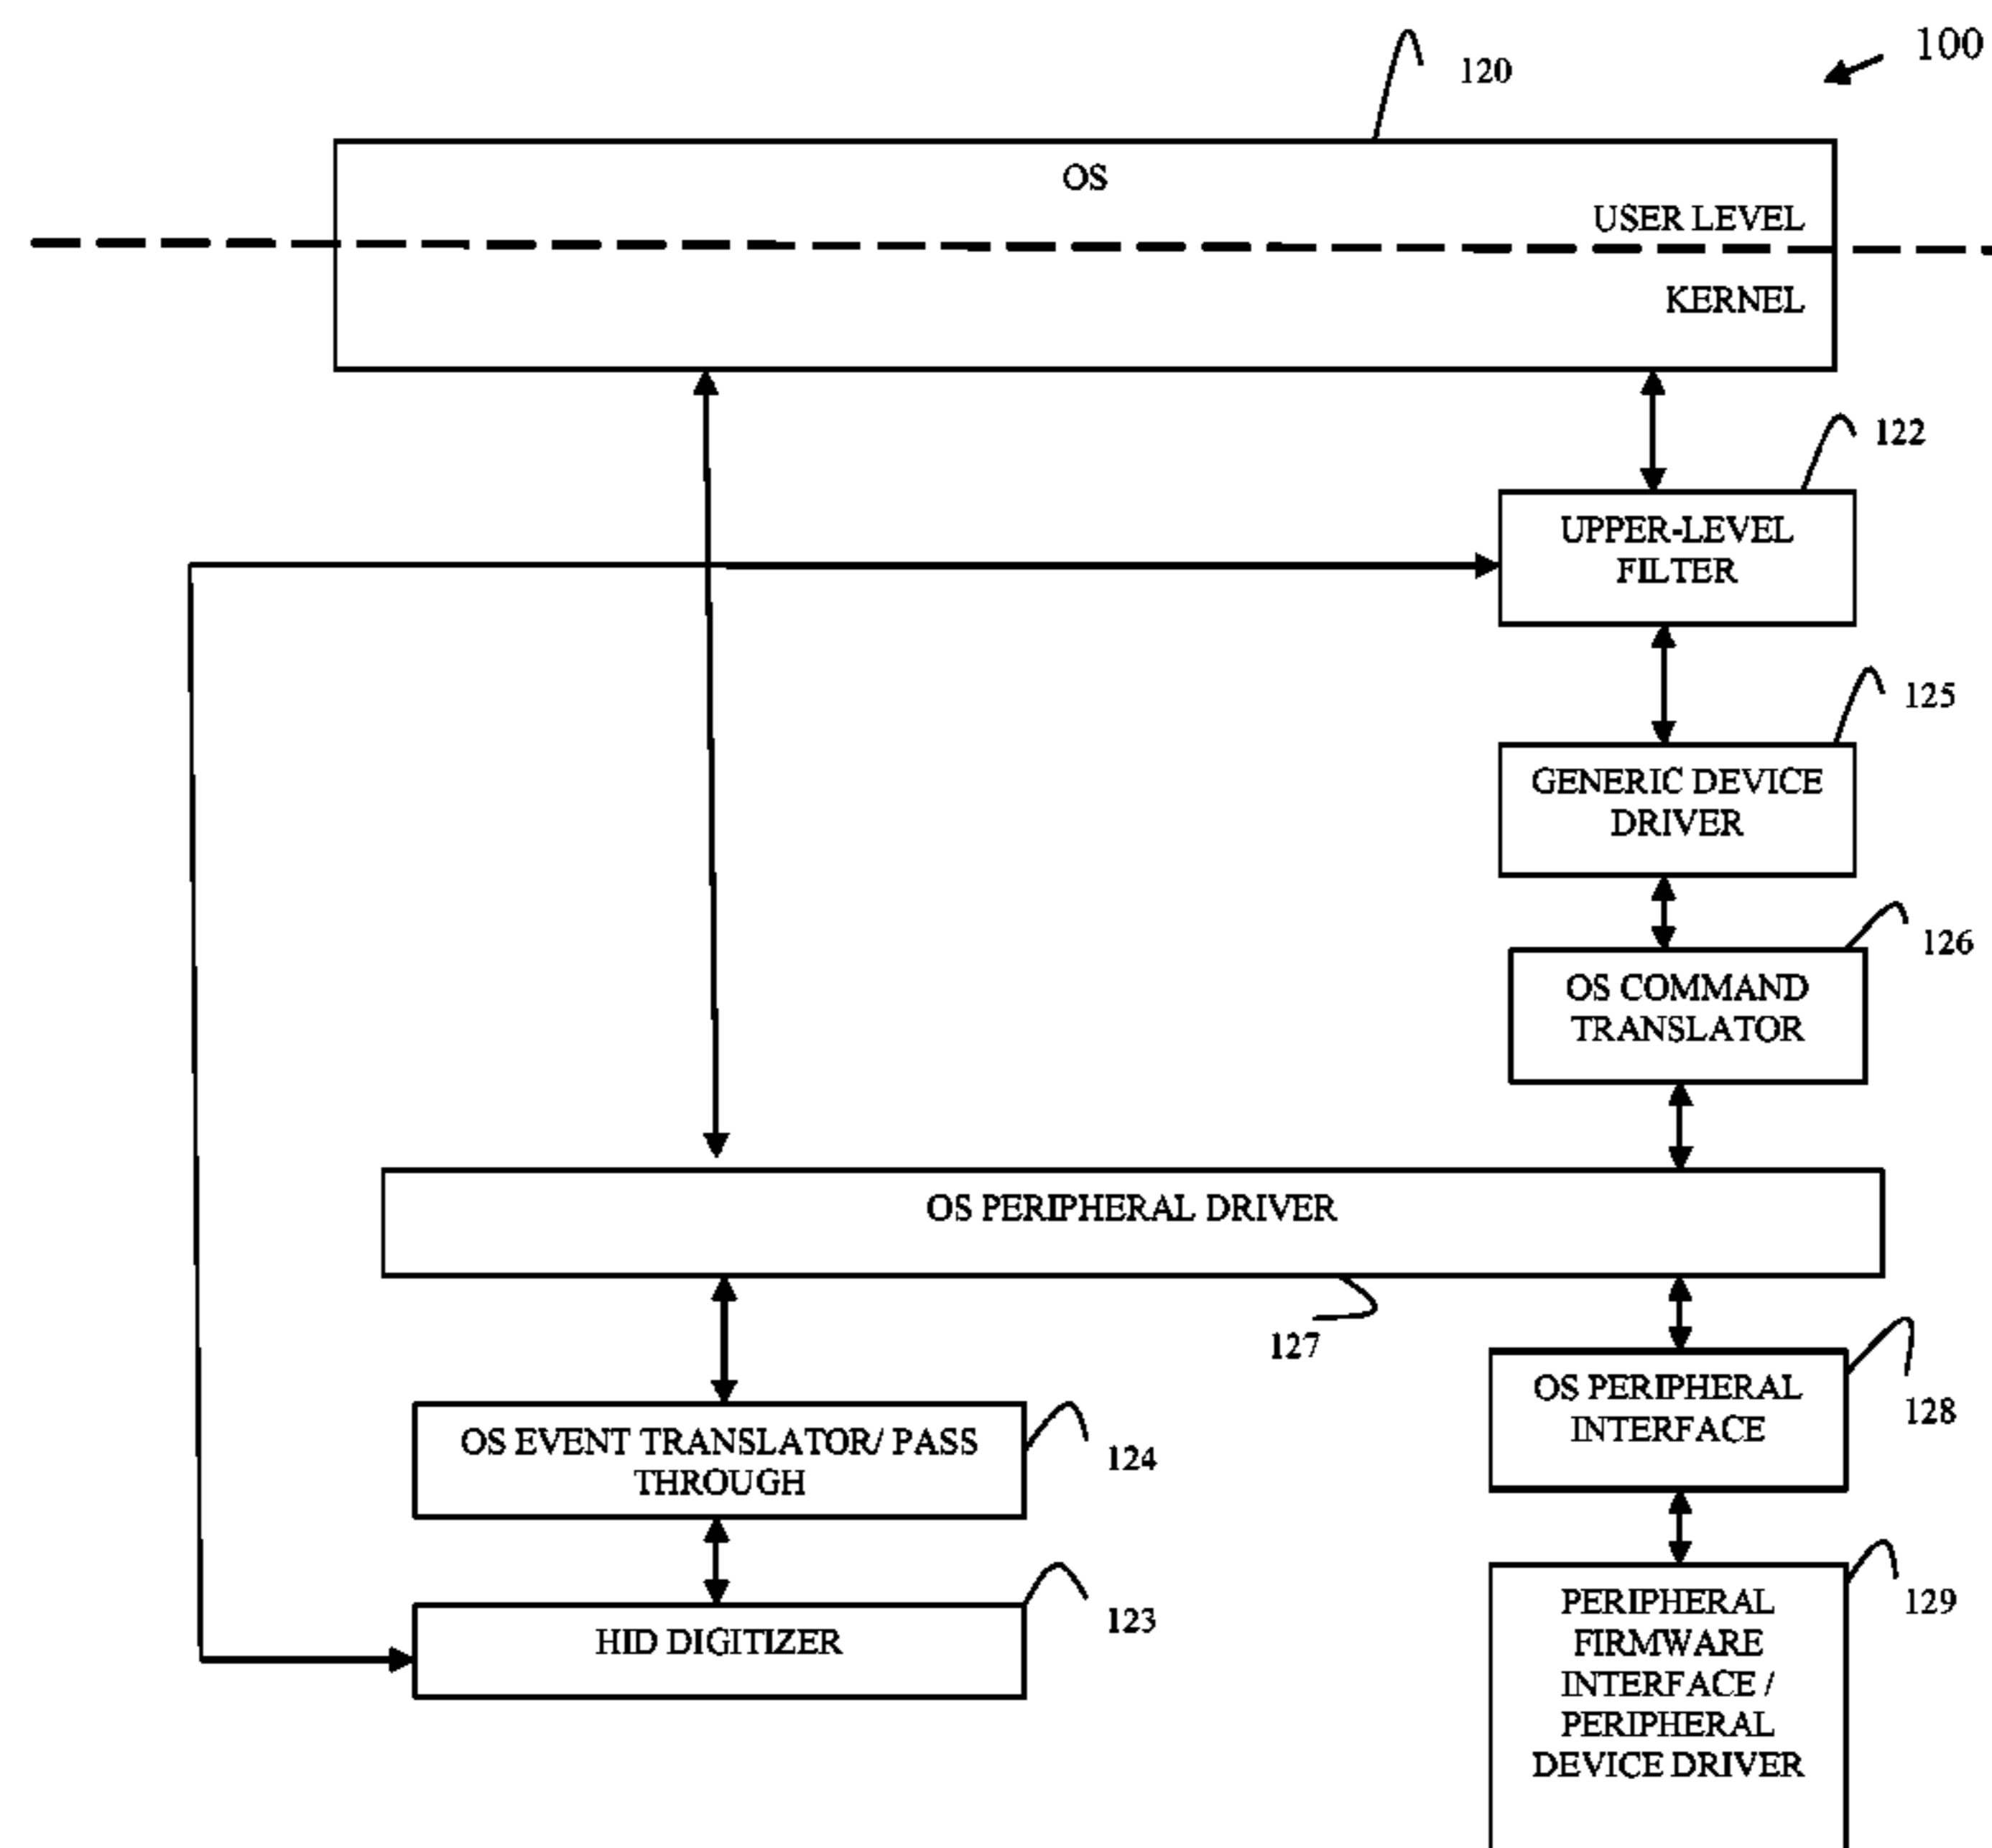 100
120
OS
USER LEVEL
KERNEL
122
UPPER-LEVEL
FILTER
125
GENERIC DEVICE
DRIVER
126
OS COMMAND
TRANSLATOR
OS PERIPHERAL DRIVER
127
OS PERIPHERAL
INTERFACE
128
OS EVENT TRANSLATOR/ PASS
THROUGH
124
HID DIGITIZER
123
PERIPHERAL
FIRMWARE
INTERFACE /
PERIPHERAL
DEVICE DRIVER
129